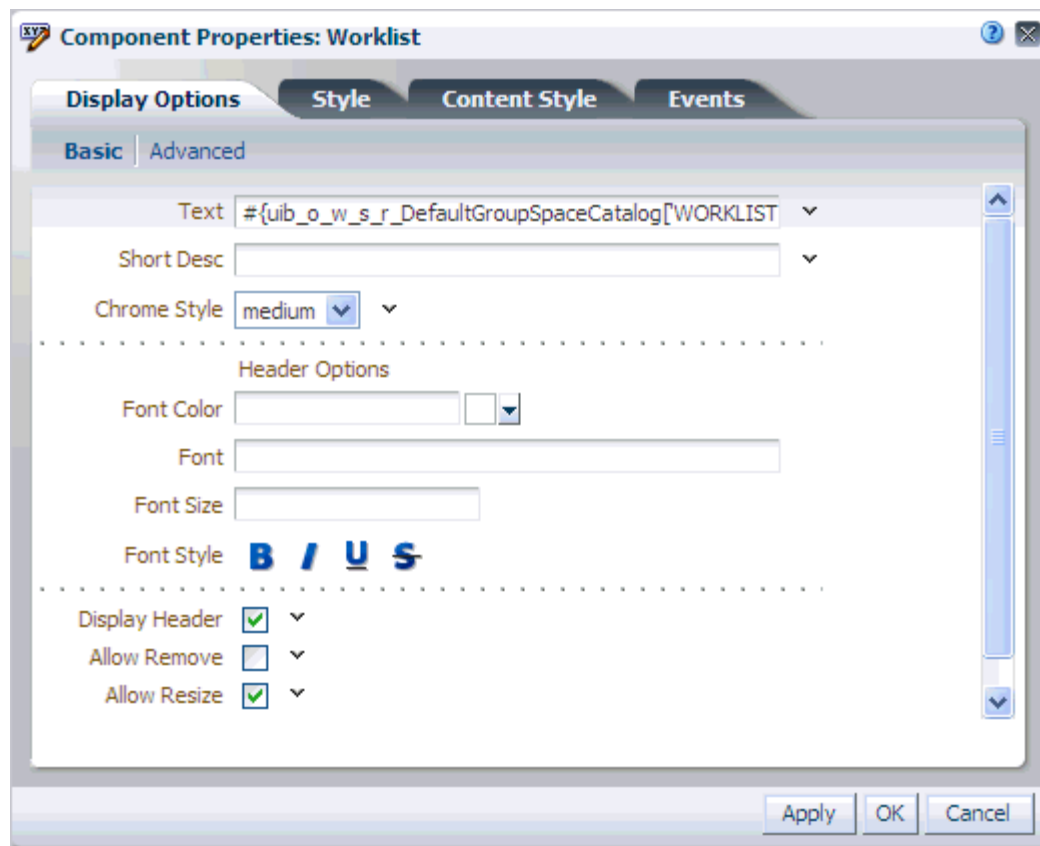 Component Properties: Worklist
Display Options Style Content Style Events
Basic Advanced
Text #{uib_o_w_s_r_DefaultGroupSpaceCatalog['WORKLIST
Short Desc
Chrome Style medium
Header Options
Font Color
Font
Font Size
Font Style B I U S
Display Header
Allow Remove
Allow Resize
Apply OK Cancel